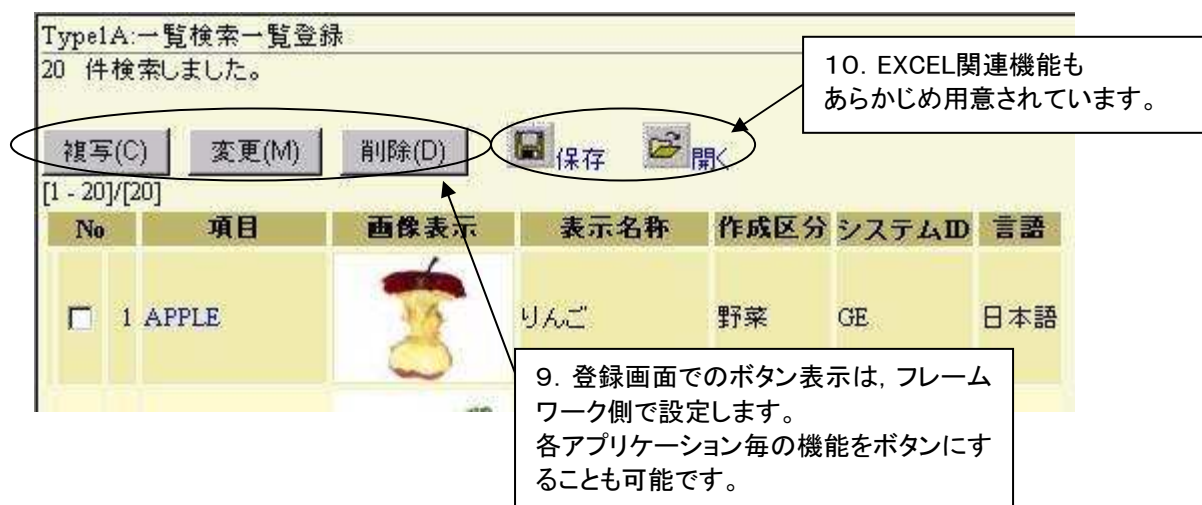 Type1A:一覧検索一覧登録
20 件検索しました。
10. EXCEL関連機能も
あらかじめ用意されています。
複写(C) 変更(M) 削除(D) 保存 開く
[1 - 20]/[20]
No 項目 画像表示 表示名称 作成区分 システムID 言語
1 APPLE りんご 野菜 GE 日本語
9. 登録画面でのボタン表示は,フレーム
ワーク側で設定します。
各アプリケーション毎の機能をボタンにす
ることも可能です。